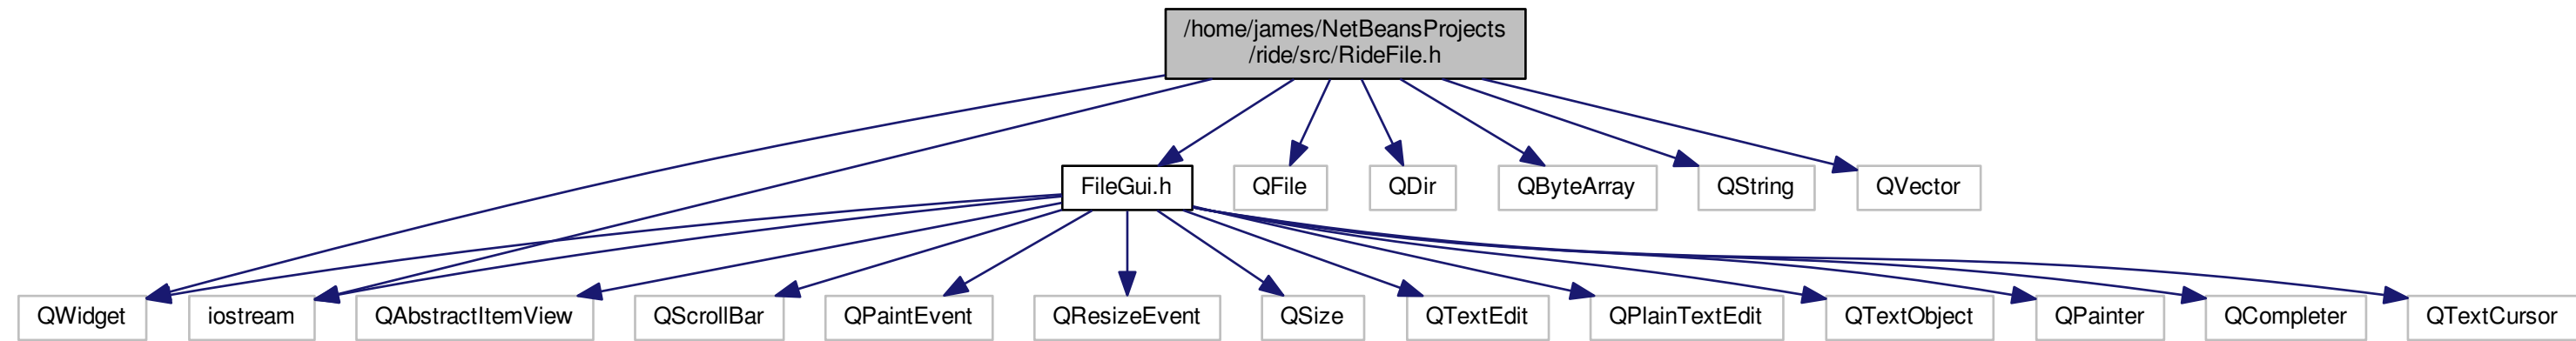 /home/james/NetBeansProjects
/ride/src/RideFile.h
FileGui.h
QFile
QDir
QByteArray
QString
QVector
QWidget
iostream
QAbstractItemView
QScrollBar
QPaintEvent
QResizeEvent
QSize
QTextEdit
QPlainTextEdit
QTextObject
QPainter
QCompleter
QTextCursor